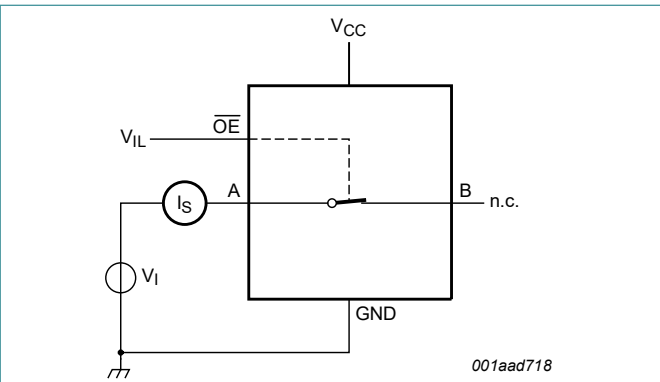 VCC
OE
VIL
A
B
IS
n.c.
VI
GND
001aad718